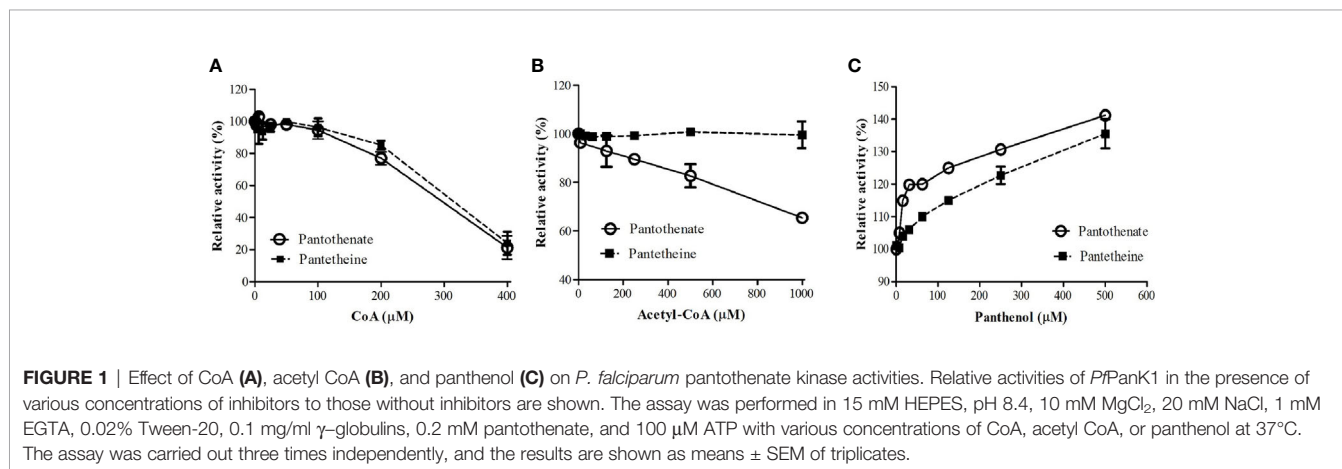 A
120
100
80
60
40
20
0
Relative activity (%)
Pantothenate
Pantetheine
0
100
200
300
400
CoA (µM)
B
120
100
80
60
40
Relative activity (%)
Pantothenate
Pantetheine
0
200
400
600
800
1000
Acetyl-CoA (µM)
C
150
140
130
120
110
100
90
Relative activity (%)
Pantothenate
Pantetheine
0
100
200
300
400
500
600
Panthenol (µM)
FIGURE 1 | Effect of CoA (A), acetyl CoA (B), and panthenol (C) on P. falciparum pantothenate kinase activities. Relative activities of PfPanK1 in the presence of
various concentrations of inhibitors to those without inhibitors are shown. The assay was performed in 15 mM HEPES, pH 8.4, 10 mM MgCl₂, 20 mM NaCl, 1 mM
EGTA, 0.02% Tween-20, 0.1 mg/ml γ–globulins, 0.2 mM pantothenate, and 100 µM ATP with various concentrations of CoA, acetyl CoA, or panthenol at 37°C.
The assay was carried out three times independently, and the results are shown as means ± SEM of triplicates.